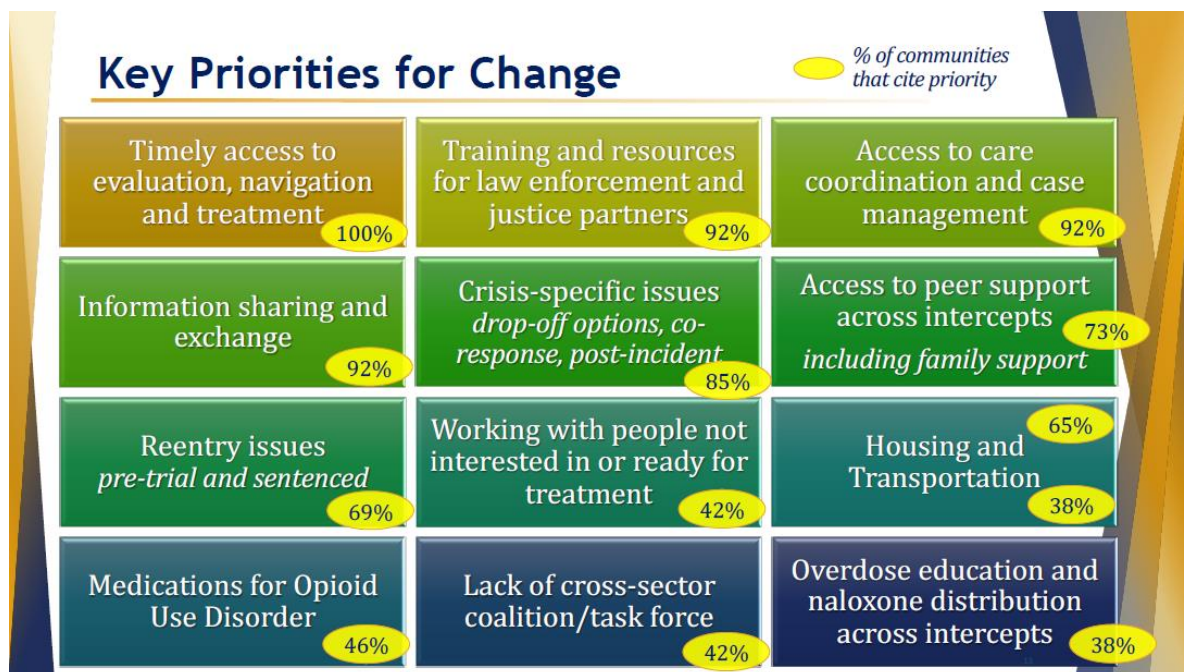 Key Priorities for Change
% of communities
that cite priority
Timely access to
evaluation, navigation
and treatment
100%
Training and resources
for law enforcement and
justice partners
92%
Access to care
coordination and case
management
92%
Information sharing and
exchange
92%
Crisis-specific issues
drop-off options, co-
response, post-incident
85%
Access to peer support
across intercepts
73%
including family support
Reentry issues
pre-trial and sentenced
69%
Working with people not
interested in or ready for
treatment
42%
65%
Housing and
Transportation
38%
Medications for Opioid
Use Disorder
46%
Lack of cross-sector
coalition/task force
42%
Overdose education and
naloxone distribution
across intercepts
38%